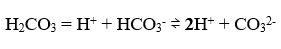 H₂CO₃ = H⁺ + HCO₃⁻ ⇌ 2H⁺ + CO₃²⁻